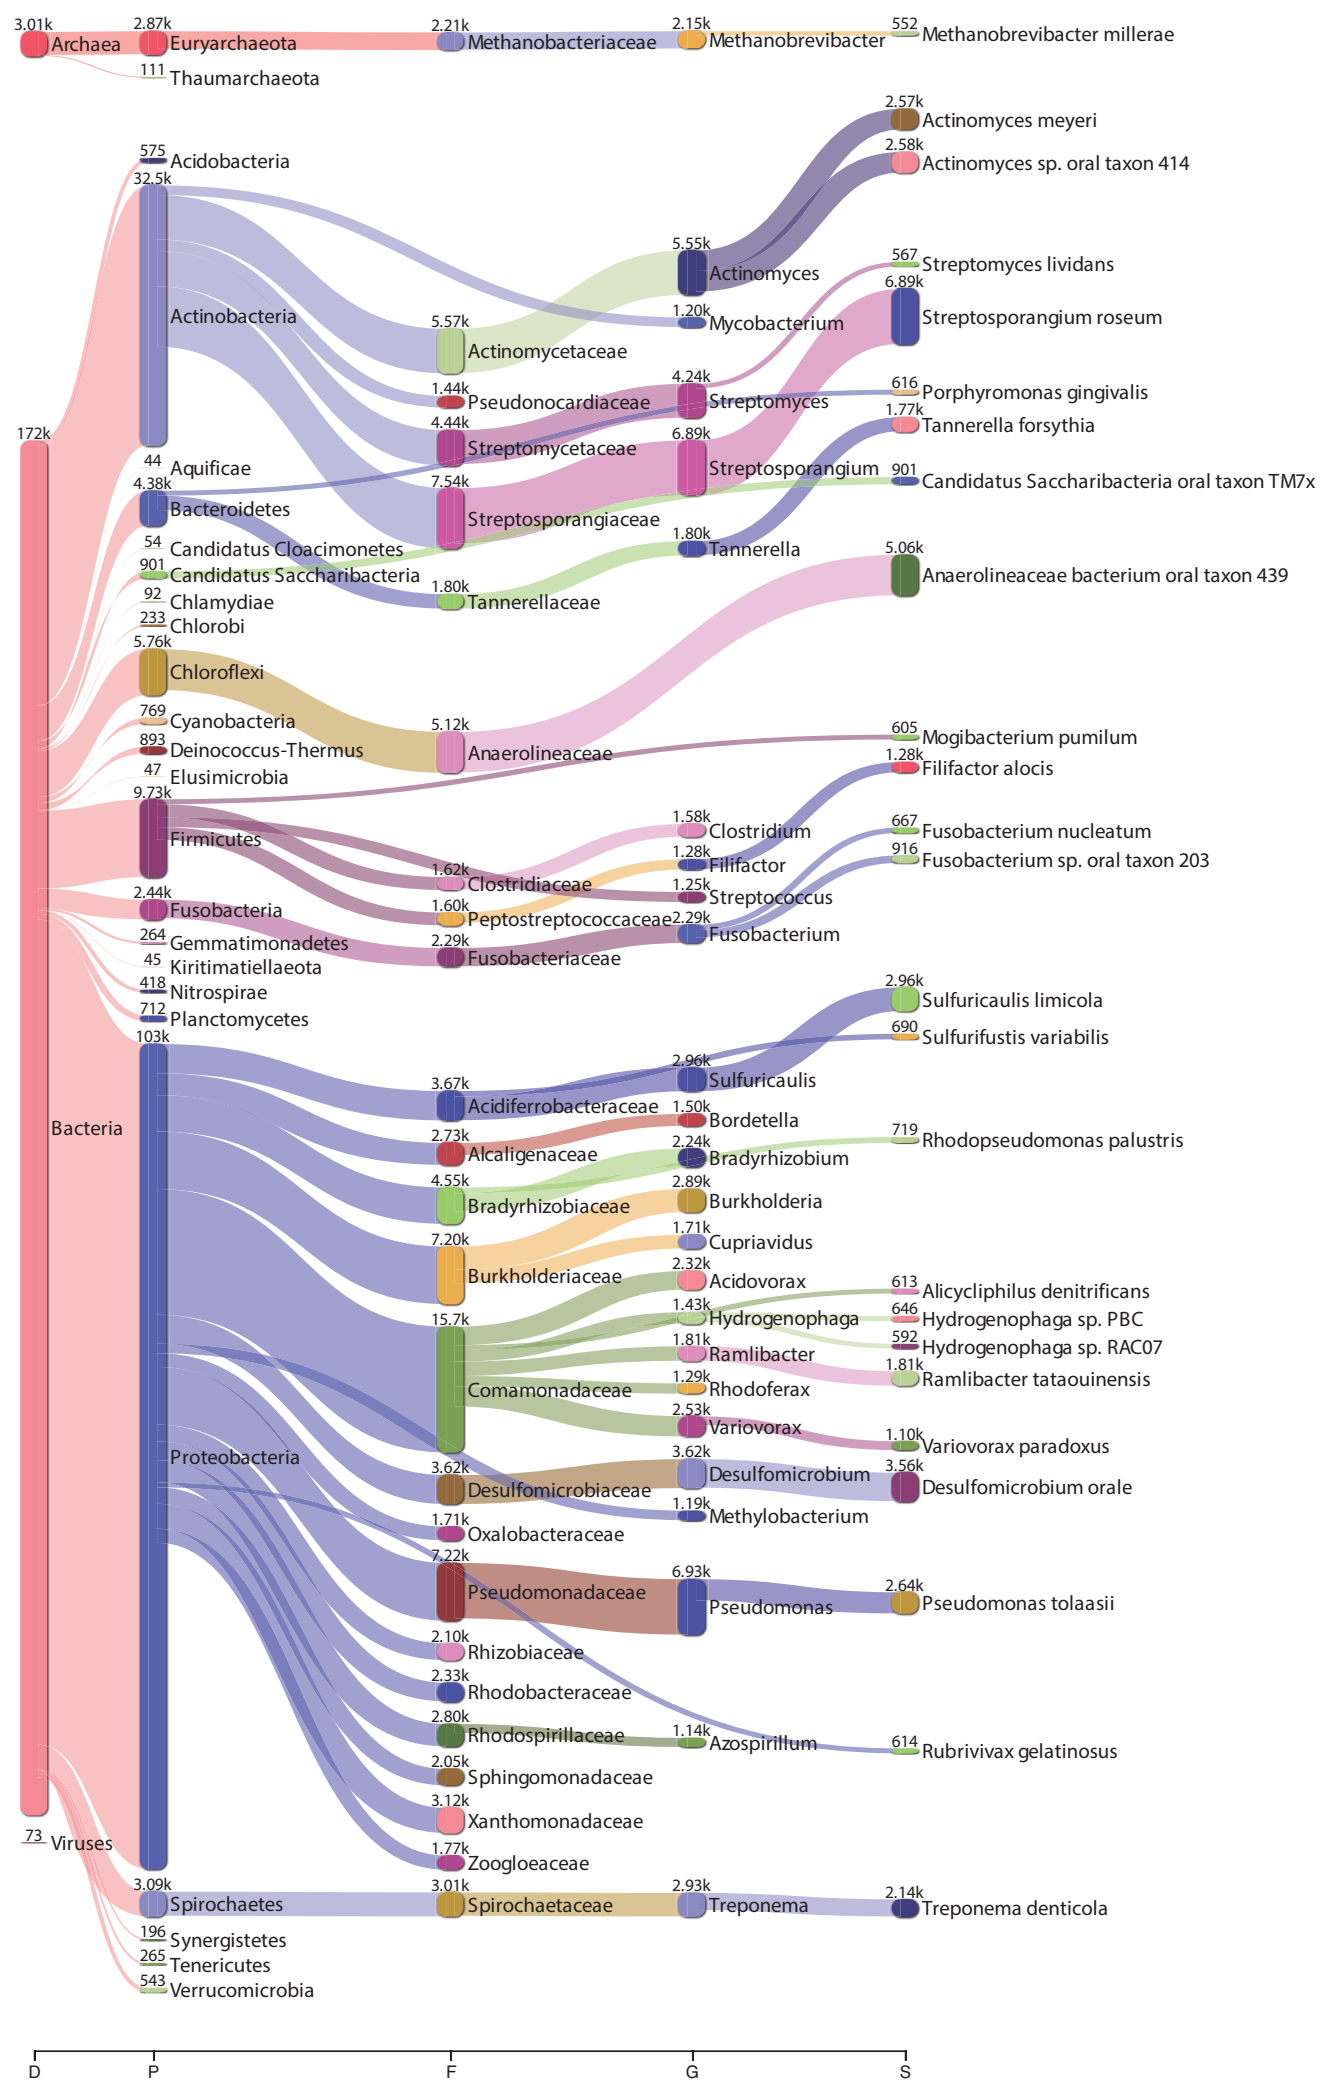 3.01k
Archaea
2.87k
Euryarchaeota
2.21k
Methanobacteriaceae
2.15k
Methanobrevibacter
552
Methanobrevibacter millerae
111
Thaumarchaeota
2.57k
Actinomyces meyeri
2.58k
Actinomyces sp. oral taxon 414
575
Acidobacteria
32.5k
Actinobacteria
5.55k
Actinomyces
567
Streptomyces lividans
6.89k
Streptosporangium roseum
1.20k
Mycobacterium
5.57k
Actinomycetaceae
1.44k
Pseudonocardiaceae
4.24k
Streptomyces
616
Porphyromonas gingivalis
1.77k
Tannerella forsythia
172k
Bacteria
4.44k
Streptomycetaceae
6.89k
Streptosporangium
44
Aquificae
901
Candidatus Saccharibacteria oral taxon TM7x
4.38k
Bacteroidetes
7.54k
Streptosporangiaceae
54
Candidatus Cloacimonetes
1.80k
Tannerella
901
Candidatus Saccharibacteria
5.06k
Anaerolineaceae bacterium oral taxon 439
92
Chlamydiae
1.80k
Tannerellaceae
233
Chlorobi
5.76k
Chloroflexi
769
Cyanobacteria
5.12k
Anaerolineaceae
605
Mogibacterium pumilum
893
Deinococcus-Thermus
1.28k
Filifactor alocis
47
Elusimicrobia
9.73k
Firmicutes
1.58k
Clostridium
667
Fusobacterium nucleatum
1.28k
Filifactor
916
Fusobacterium sp. oral taxon 203
1.62k
Clostridiaceae
1.25k
Streptococcus
2.44k
Fusobacteria
1.60k
Peptostreptococcaceae
2.29k
Fusobacterium
264
Gemmatimonadetes
2.29k
Fusobacteriaceae
45
Kiritimatiellaeota
418
Nitrospirae
2.96k
Sulfuricaulis limicola
712
Planctomycetes
690
Sulfurifustis variabilis
103k
Proteobacteria
3.67k
Acidiferrobacteraceae
2.96k
Sulfuricaulis
1.50k
Bordetella
2.73k
Alcaligenaceae
2.24k
Bradyrhizobium
719
Rhodopseudomonas palustris
4.55k
Bradyrhizobiaceae
2.89k
Burkholderia
7.20k
Burkholderiaceae
1.71k
Cupriavidus
2.32k
Acidovorax
613
Alicycliphilus denitrificans
15.7k
Comamonadaceae
1.43k
Hydrogenophaga
646
Hydrogenophaga sp. PBC
592
Hydrogenophaga sp. RAC07
1.81k
Ramlibacter
1.81k
Ramlibacter tataouinensis
1.29k
Rhodoferax
2.53k
Variovorax
1.10k
Variovorax paradoxus
3.62k
Desulfomicrobiaceae
3.62k
Desulfomicrobium
3.56k
Desulfomicrobium orale
1.19k
Methylobacterium
1.71k
Oxalobacteraceae
7.22k
Pseudomonadaceae
6.93k
Pseudomonas
2.64k
Pseudomonas tolaasii
2.10k
Rhizobiaceae
2.33k
Rhodobacteraceae
2.80k
Rhodospirillaceae
1.14k
Azospirillum
614
Rubrivivax gelatinosus
2.05k
Sphingomonadaceae
3.12k
Xanthomonadaceae
73
Viruses
1.77k
Zoogloeaceae
3.09k
Spirochaetes
3.01k
Spirochaetaceae
2.93k
Treponema
2.14k
Treponema denticola
196
Synergistetes
265
Tenericutes
543
Verrucomicrobia
D P F G S